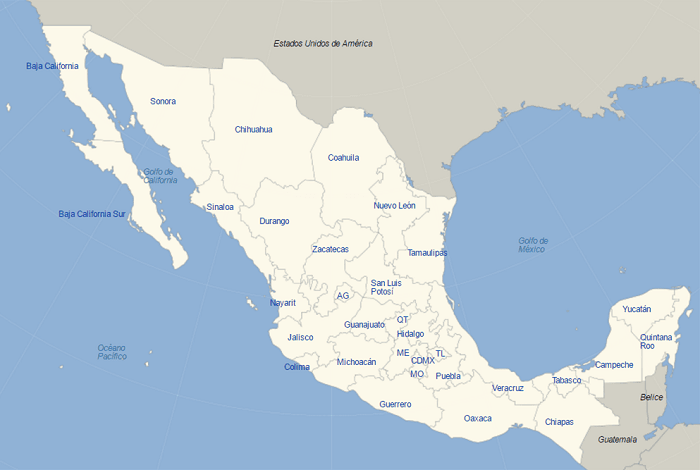 Estados Unidos de América
Baja California
Sonora
Chihuahua
Coahuila
Golfo de
California
Sinaloa
Nuevo León
Baja California Sur
Durango
Zacatecas
Tamaulipas
Golfo de
México
San Luis
Potosí
AG
Nayarit
Yucatán
QT
Guanajuato
Hidalgo
Jalisco
Quintana
Roo
Océano
Pacífico
ME
TL
CDMX
Michoacán
Colima
Campeche
MO
Puebla
Tabasco
Veracruz
Belice
Guerrero
Oaxaca
Chiapas
Guatemala